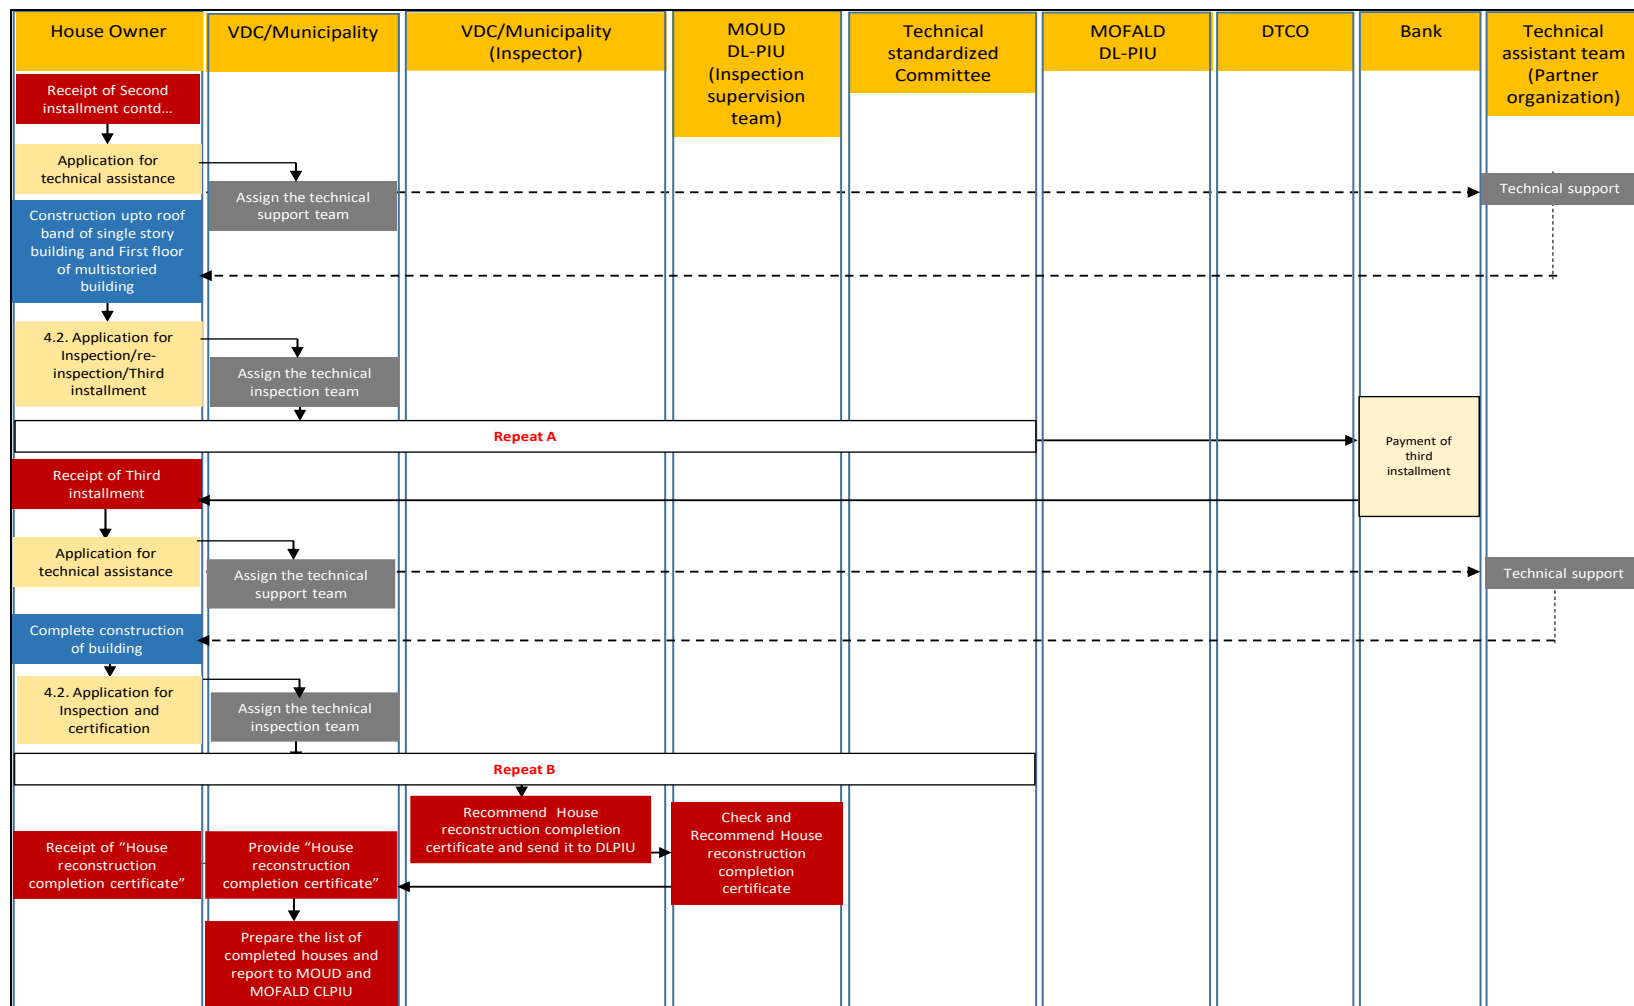 House Owner
VDC/Municipality
VDC/Municipality
(Inspector)
MOUD
DL-PIU
(Inspection
supervision
team)
Technical
standardized
Committee
MOFALD
DL-PIU
DTCO
Bank
Technical
assistant team
(Partner
organization)
Receipt of Second
installment contd...
Application for
technical assistance
Assign the technical
support team
Technical support
Construction upto roof
band of single story
building and First floor
of multistoried
building
4.2. Application for
Inspection/re-
inspection/Third
installment
Assign the technical
inspection team
Repeat A
Payment of
third
installment
Receipt of Third
installment
Application for
technical assistance
Assign the technical
support team
Technical support
Complete construction
of building
4.2. Application for
Inspection and
certification
Assign the technical
inspection team
Repeat B
Recommend House
reconstruction completion
certificate and send it to DLPIU
Check and
Recommend House
reconstruction
completion
certificate
Receipt of “House
reconstruction
completion certificate”
Provide “House
reconstruction
completion certificate”
Prepare the list of
completed houses and
report to MOUD and
MOFALD CLPIU